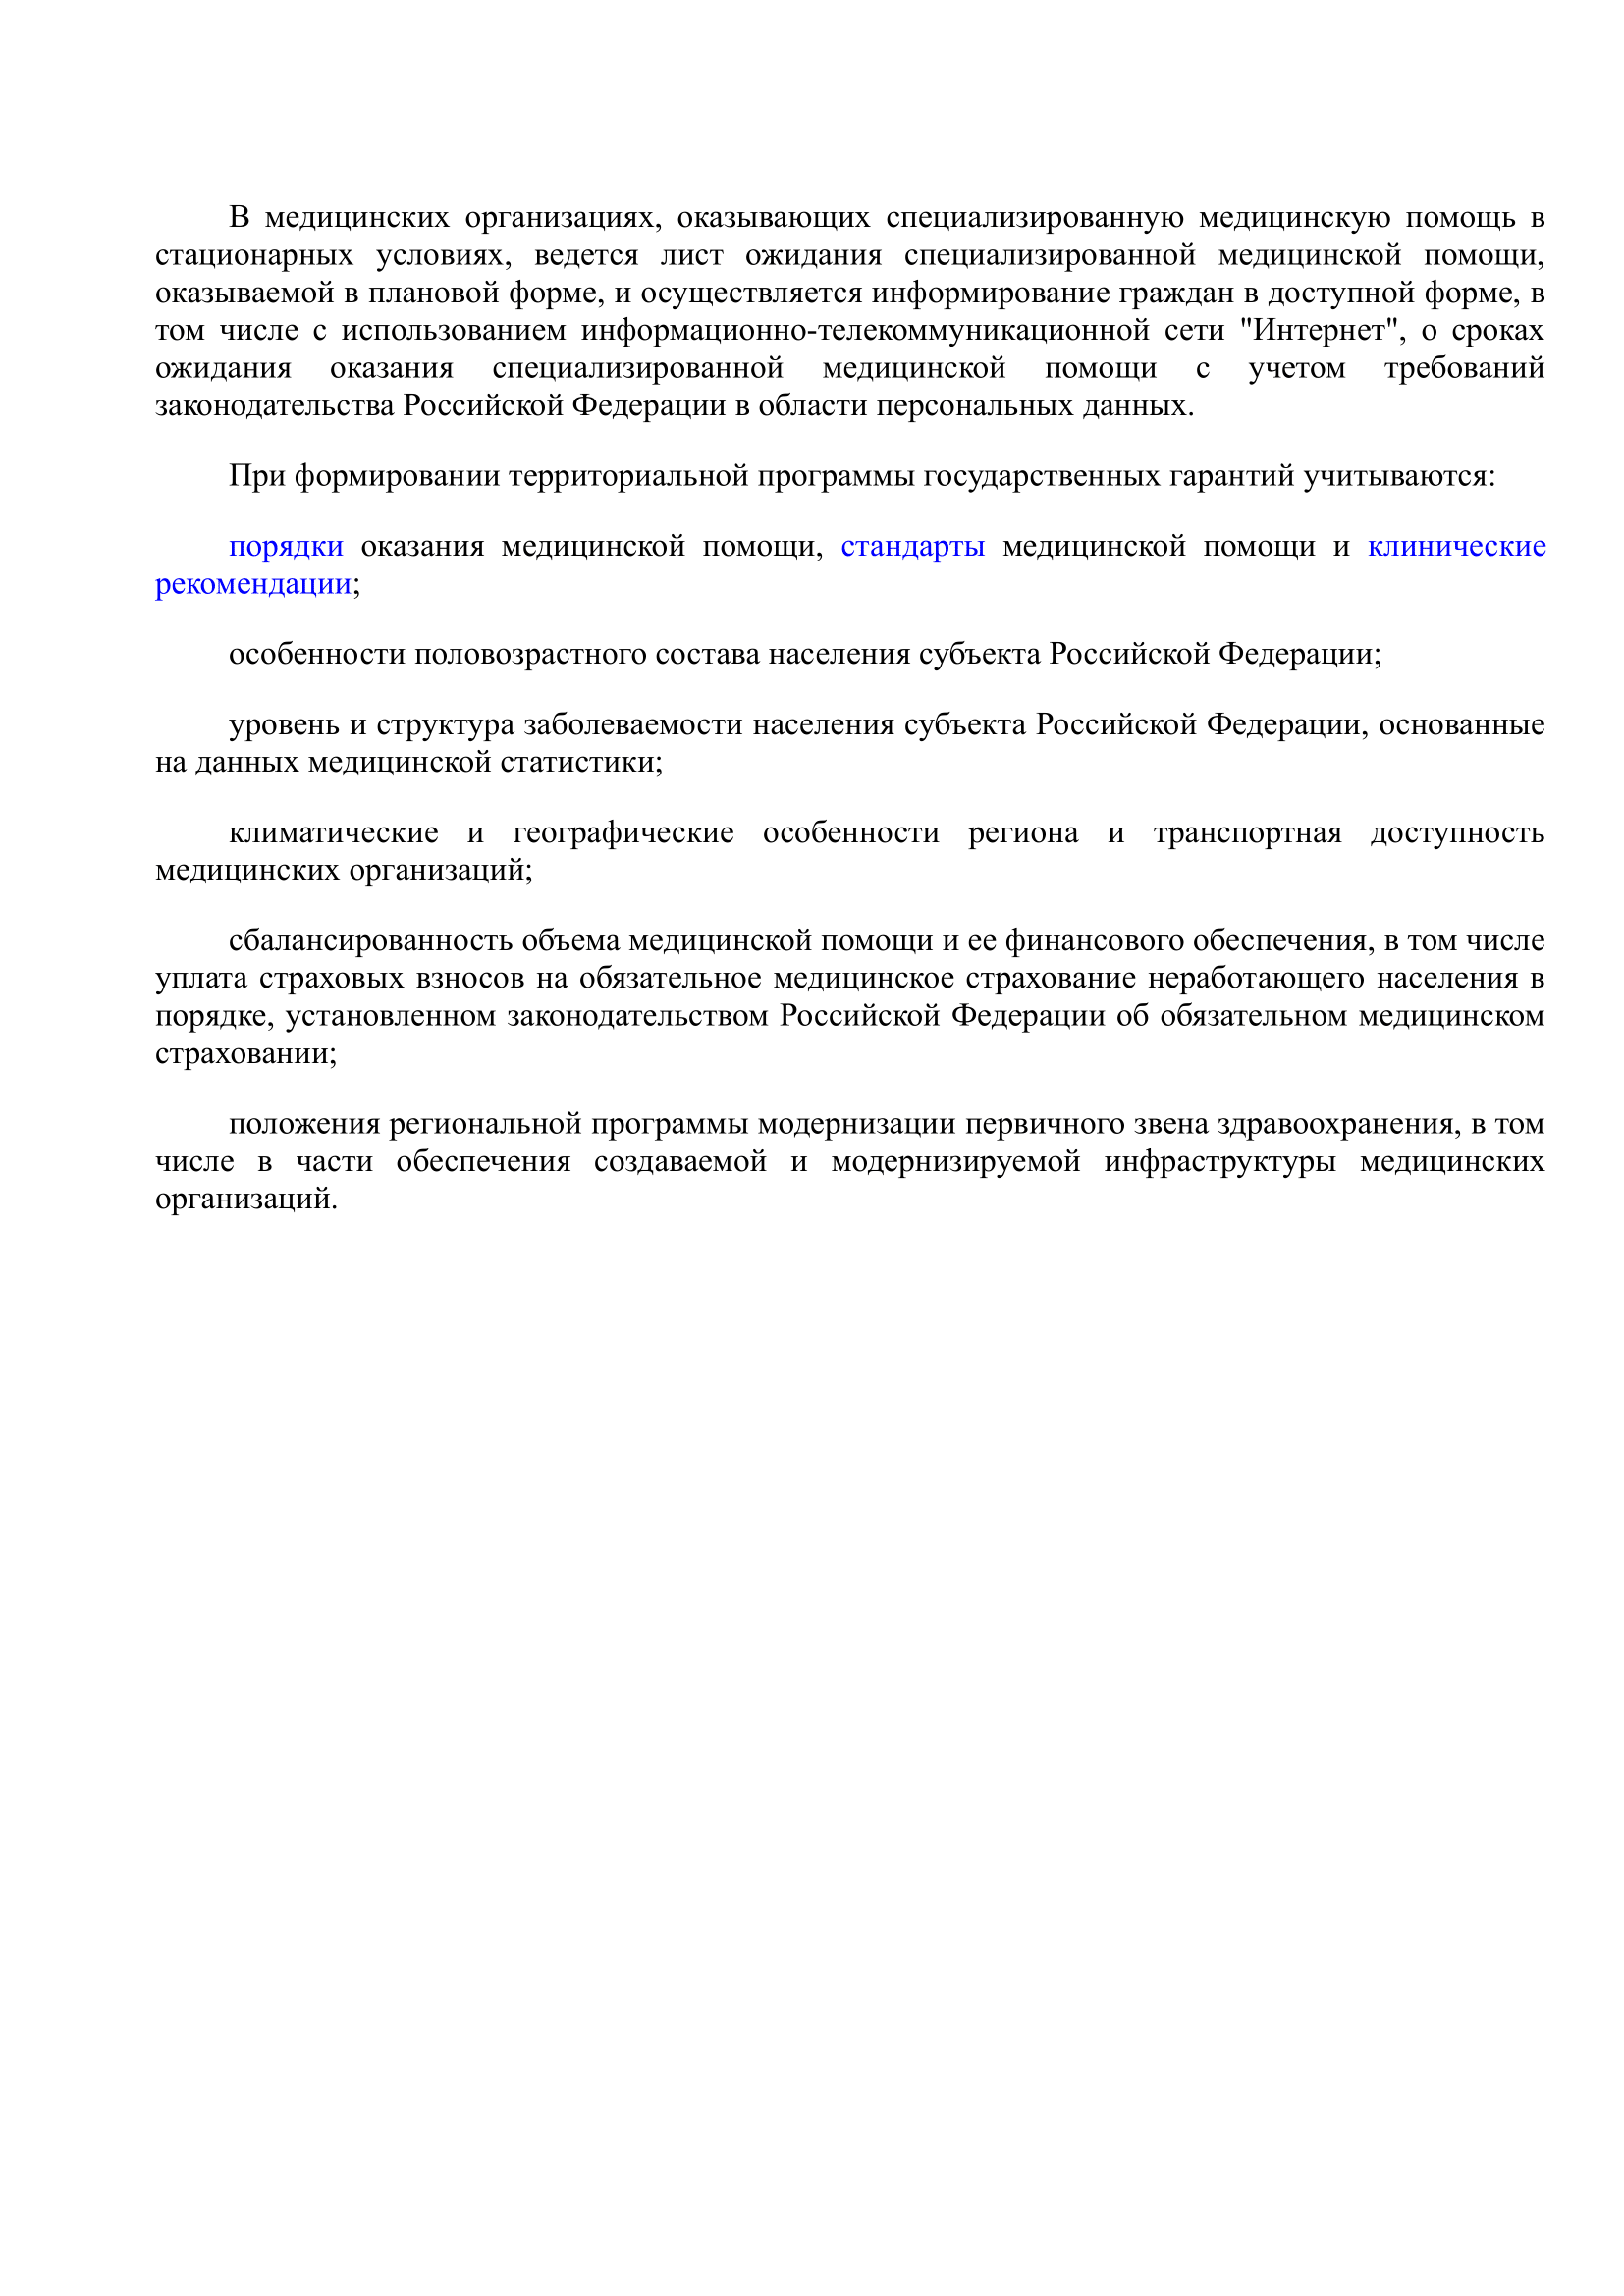 В медицинских организациях, оказывающих специализированную медицинскую помощь в
стационарных условиях, ведется лист ожидания специализированной медицинской помощи,
оказываемой в плановой форме, и осуществляется информирование граждан в доступной форме, в
том числе с использованием информационно-телекоммуникационной сети "Интернет", о сроках
ожидания оказания специализированной медицинской помощи с учетом требований
законодательства Российской Федерации в области персональных данных.
При формировании территориальной программы государственных гарантий учитываются:
порядки оказания медицинской помощи, стандарты медицинской помощи и клинические
рекомендации;
особенности половозрастного состава населения субъекта Российской Федерации;
уровень и структура заболеваемости населения субъекта Российской Федерации, основанные
на данных медицинской статистики;
климатические и географические особенности региона и транспортная доступность
медицинских организаций;
сбалансированность объема медицинской помощи и ее финансового обеспечения, в том числе
уплата страховых взносов на обязательное медицинское страхование неработающего населения в
порядке, установленном законодательством Российской Федерации об обязательном медицинском
страховании;
положения региональной программы модернизации первичного звена здравоохранения, в том
числе в части обеспечения создаваемой и модернизируемой инфраструктуры медицинских
организаций.